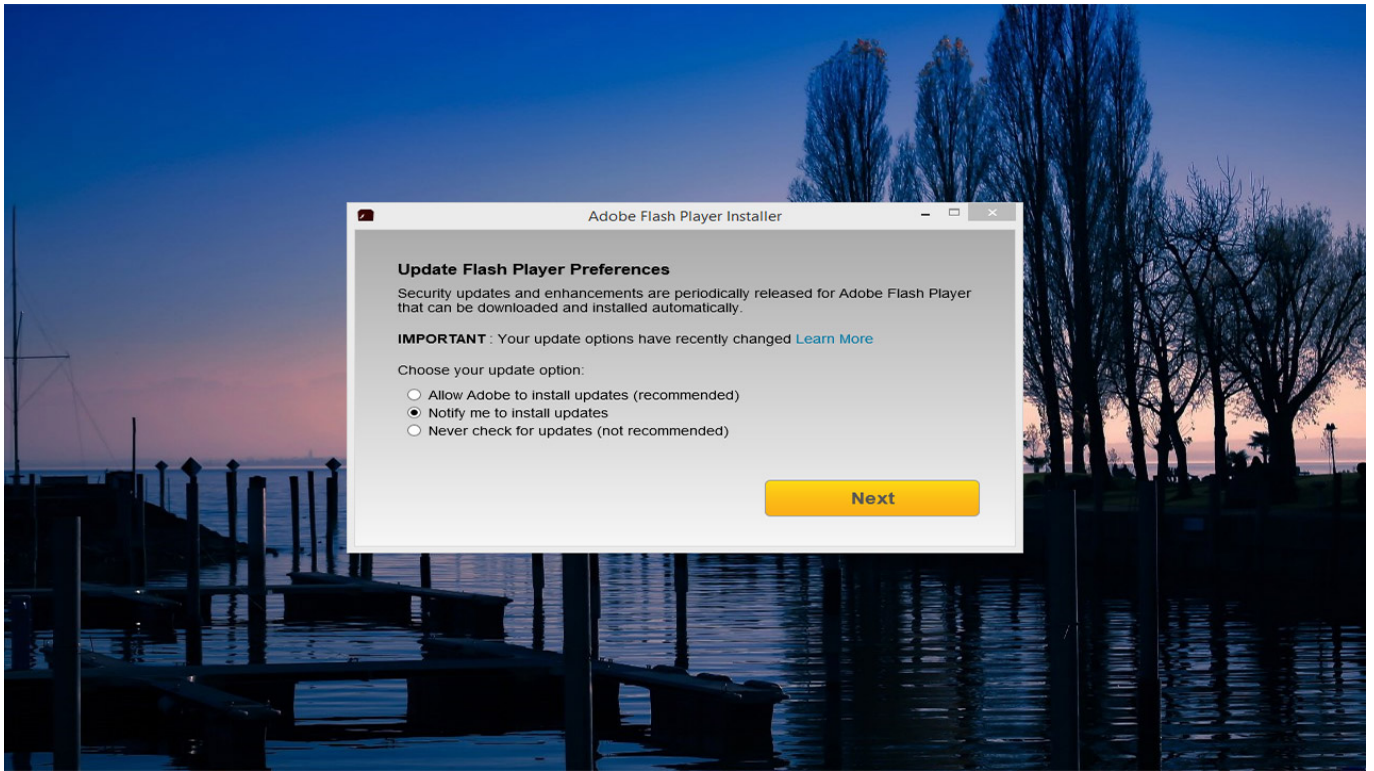 Adobe Flash Player Installer
Update Flash Player Preferences
Security updates and enhancements are periodically released for Adobe Flash Player
that can be downloaded and installed automatically.
IMPORTANT : Your update options have recently changed Learn More
Choose your update option:
Allow Adobe to install updates (recommended)
Notify me to install updates
Never check for updates (not recommended)
Next